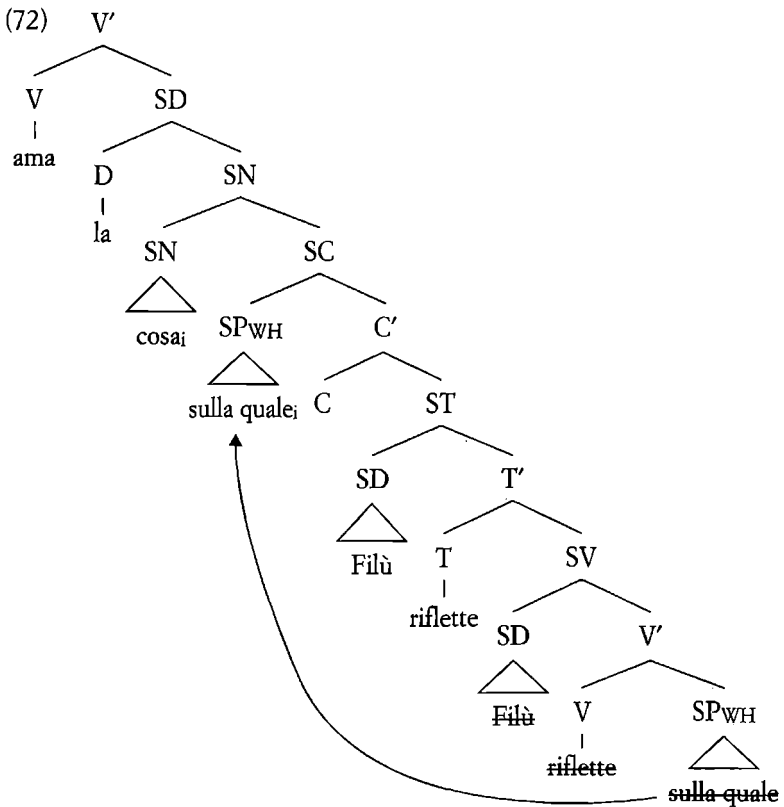 (72) V′
V SD
ama
D SN
la
SN SC
cosai SPWH C′
sulla qualei C ST
SD T′
Filù T SV
riflette
SD V′
Filù V SPWH
riflette
sulla quale